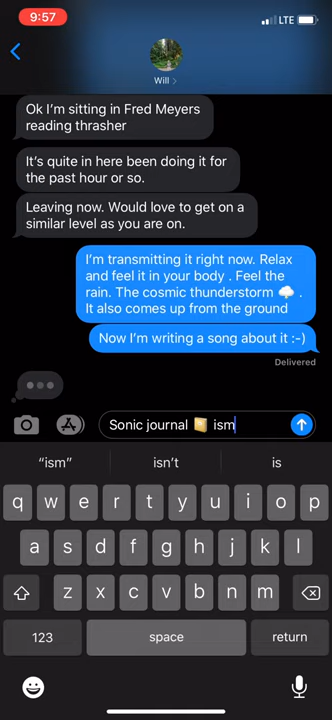 9:57
LTE
Will
Ok I'm sitting in Fred Meyers
reading thrasher
It's quite in here been doing it for
the past hour or so.
Leaving now. Would love to get on a
similar level as you are on.
I'm transmitting it right now. Relax
and feel it in your body . Feel the
rain. The cosmic thunderstorm 🌩 .
It also comes up from the ground
Now I'm writing a song about it :-)
Delivered
Sonic journal 📔 ism
“ism” isn't is
q w e r t y u i o p
a s d f g h j k l
z x c v b n m
123 space return